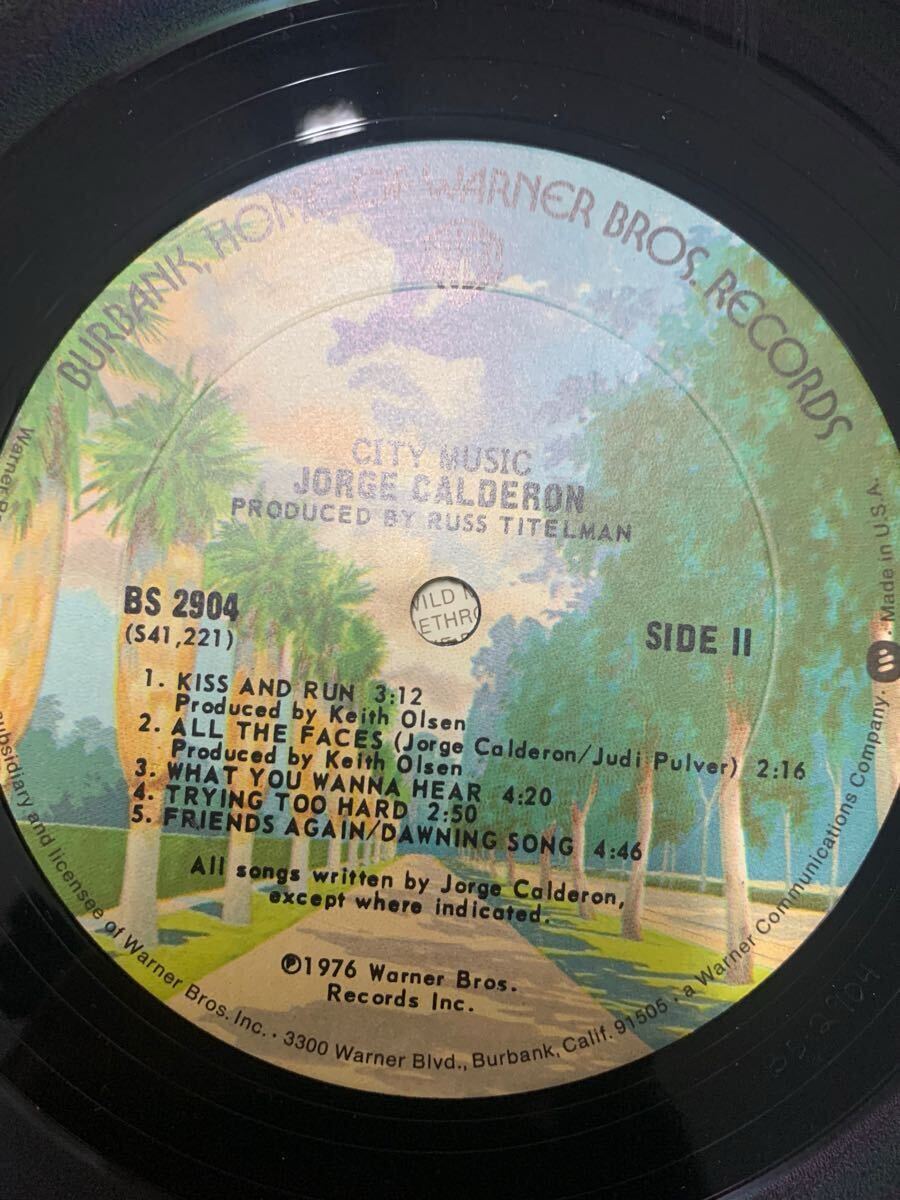 BURBANK, HOME OF WARNER BROS. RECORDS
CITY MUSIC
JORGE CALDERON
PRODUCED BY RUSS TITELMAN
BS 2904
(S41,221)
SIDE II
1. KISS AND RUN 3:12
Produced by Keith Olsen
2. ALL THE FACES (Jorge Calderon/Judi Pulver) 2:16
Produced by Keith Olsen
3. WHAT YOU WANNA HEAR 4:20
4. TRYING TOO HARD 2:50
5. FRIENDS AGAIN/DAWNING SONG 4:46
All songs written by Jorge Calderon,
except where indicated.
℗1976 Warner Bros.
Records Inc.
subsidiary and licensee of Warner Bros. Inc. · 3300 Warner Blvd., Burbank, Calif. 91505 · a Warner Communications Company. · Made in U.S.A.